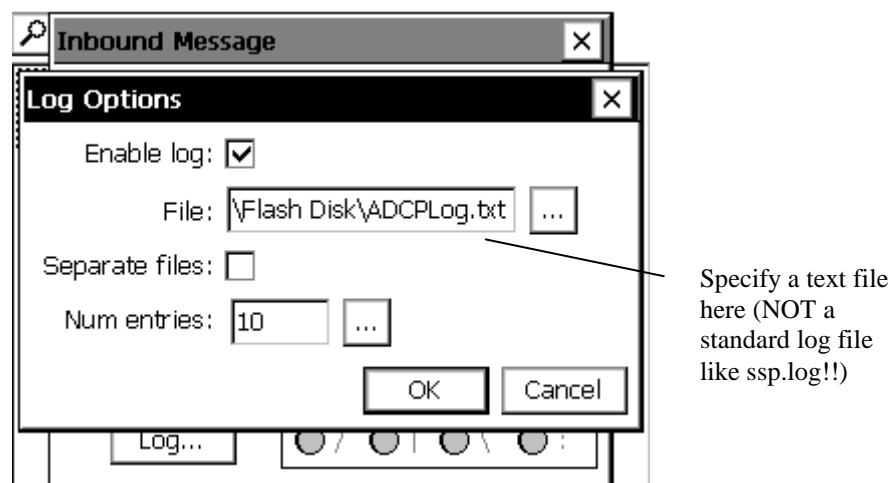 Inbound Message
Log Options
Enable log:
File: \Flash Disk\ADCPLog.txt ...
Separate files:
Num entries: 10 ...
OK Cancel
Log...
/ | \ :
Specify a text file
here (NOT a
standard log file
like ssp.log!!)